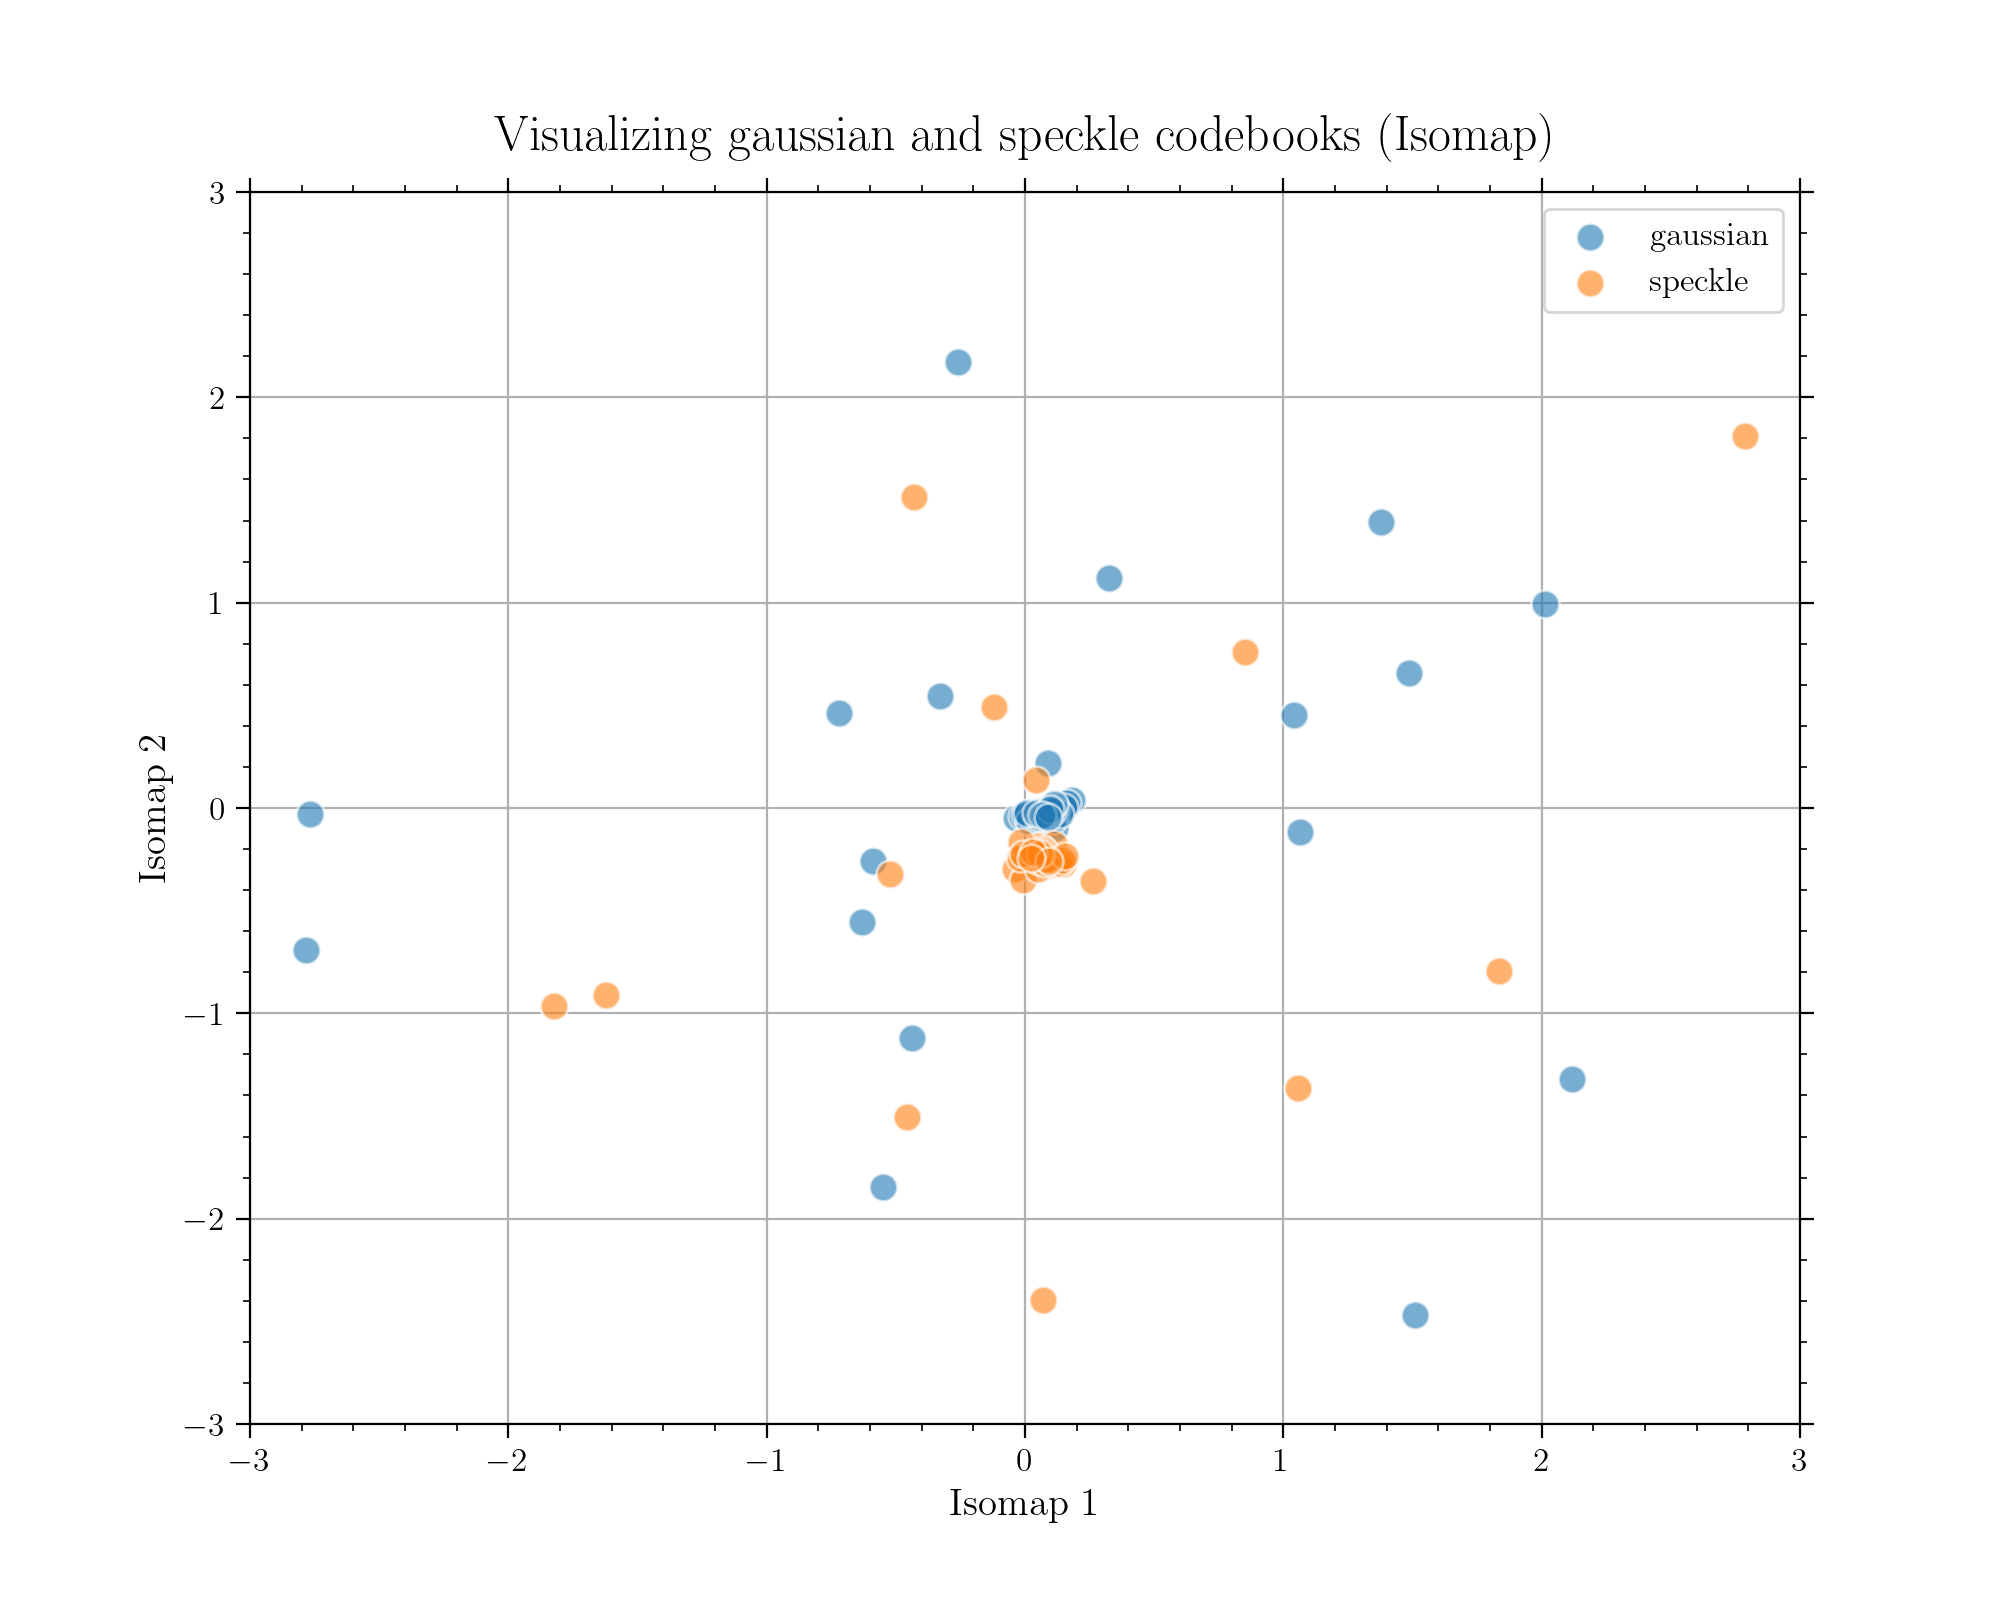 Visualizing gaussian and speckle codebooks (Isomap)
gaussian
speckle
3
2
1
0
−1
−2
−3
Isomap 2
−3 −2 −1 0 1 2 3
Isomap 1